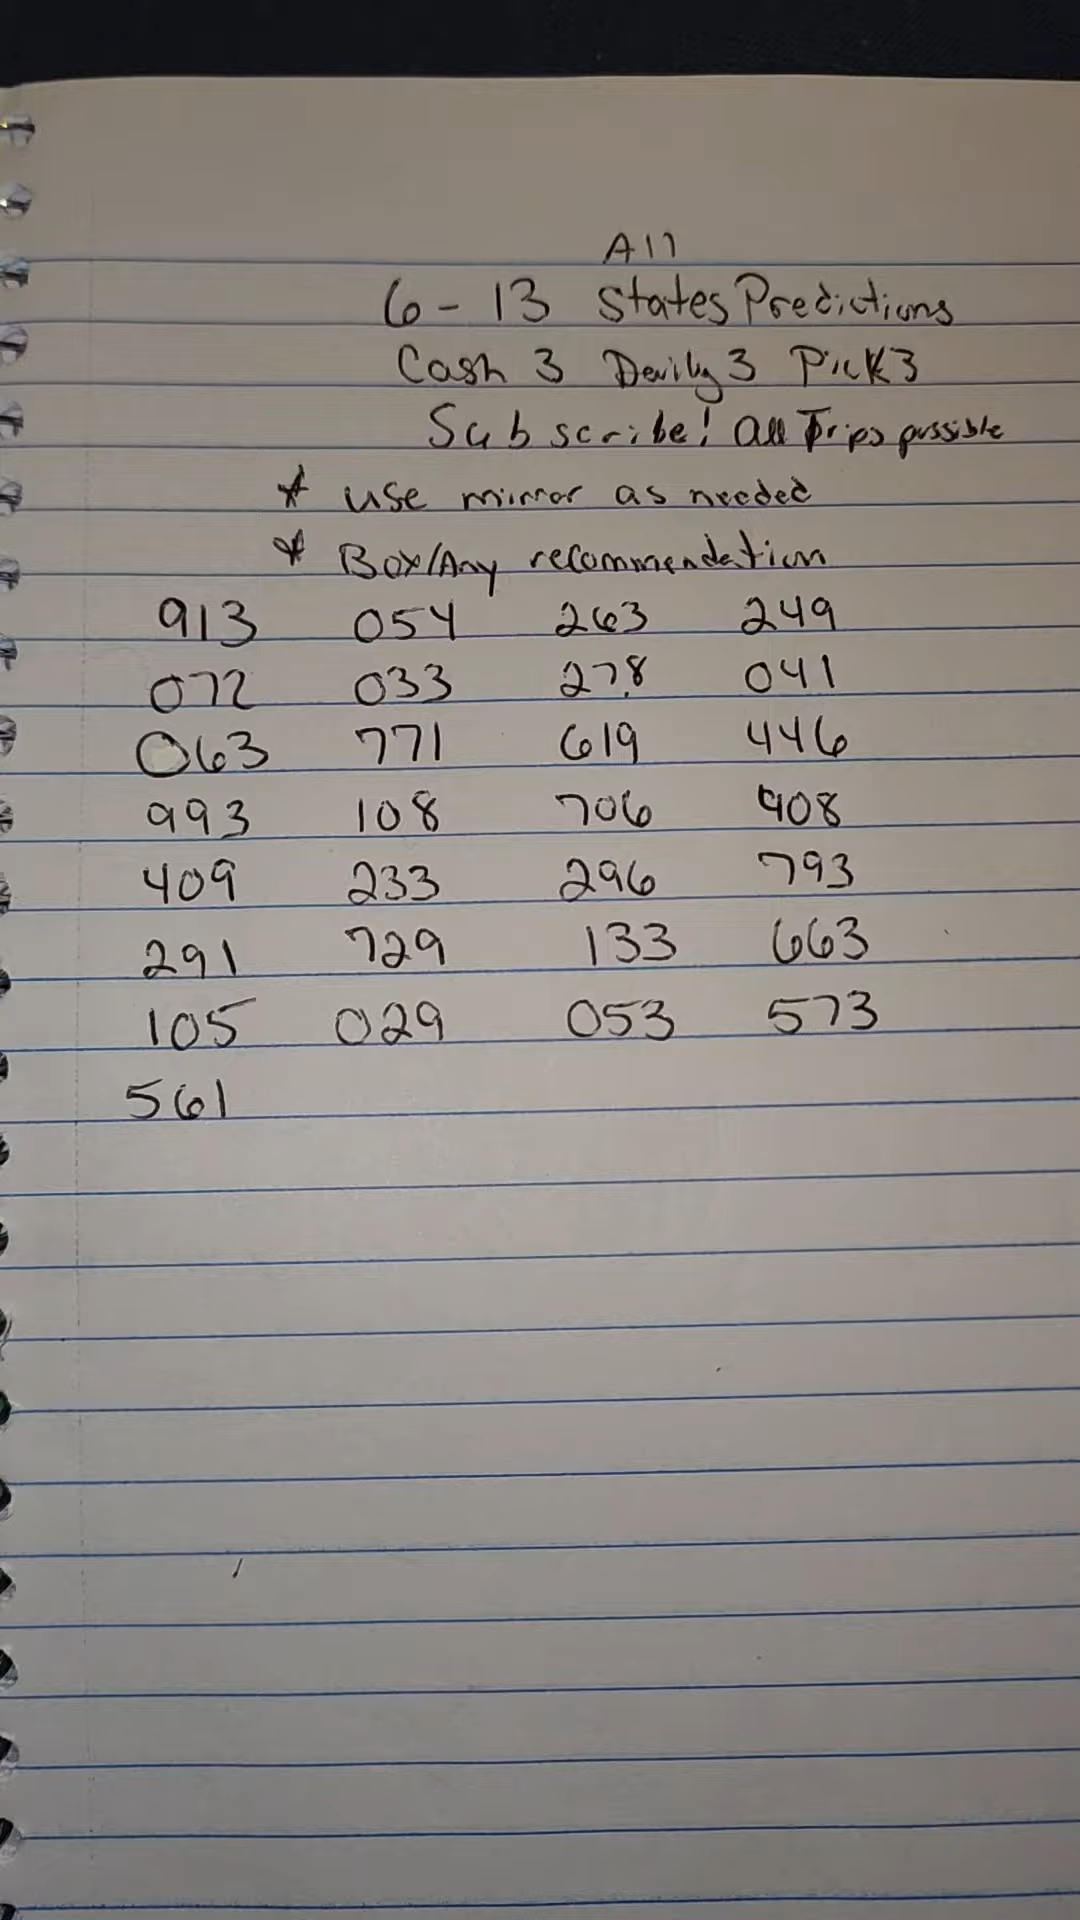 All
6-13 States Predictions
Cash 3 Daily 3 Pick 3
Subscribe! All Trips possible
* use mirror as needed
* Box/Any recommendation
913 054 263 249
072 033 278 041
063 771 619 446
993 108 706 908
409 233 296 793
291 729 133 663
105 029 053 573
561